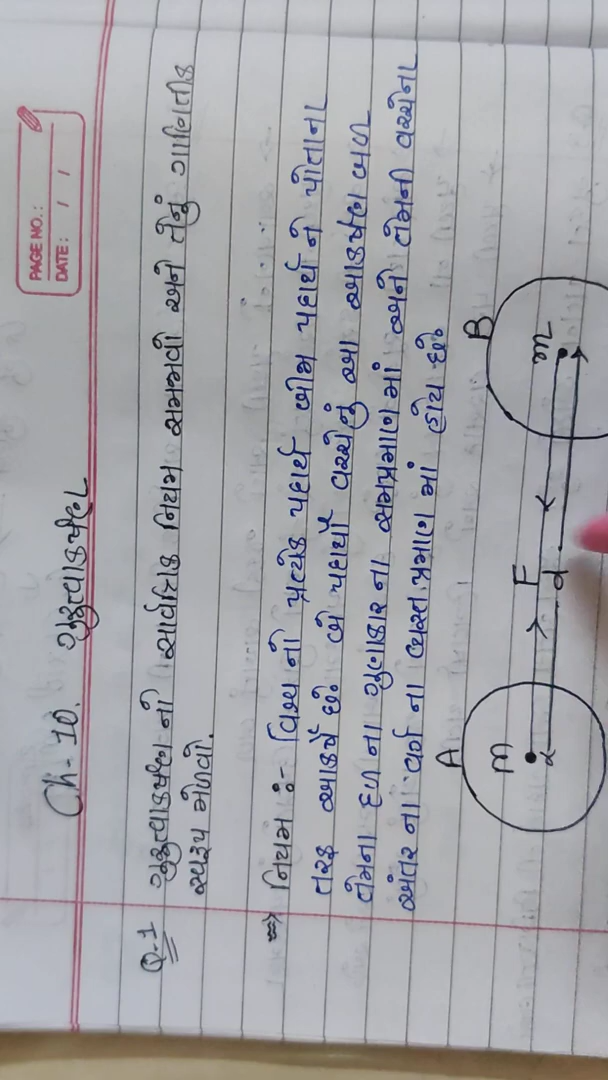 PAGE NO.:
DATE: / /
Ch-10. ગુરુત્વાકર્ષણ
Q.1 ગુરુત્વાકર્ષણ નો સાર્વત્રિક નિયમ સમજાવી અને તેનું ગાણિતીક
સ્વરૂપ મેળવો.
⇒ નિયમ :- વિશ્વ નો પ્રત્યેક પદાર્થ બીજા પદાર્થ ને પોતાના
તરફ આકર્ષે છે. બે પદાર્થો વચ્ચેનું આ આકર્ષણ બળ
તેમના દળ ના ગુણાકાર ના સમપ્રમાણ માં અને તેમની વચ્ચેના
અંતર ના વર્ગ ના વ્યસ્ત પ્રમાણ માં હોય છે.
A B
M F m
d